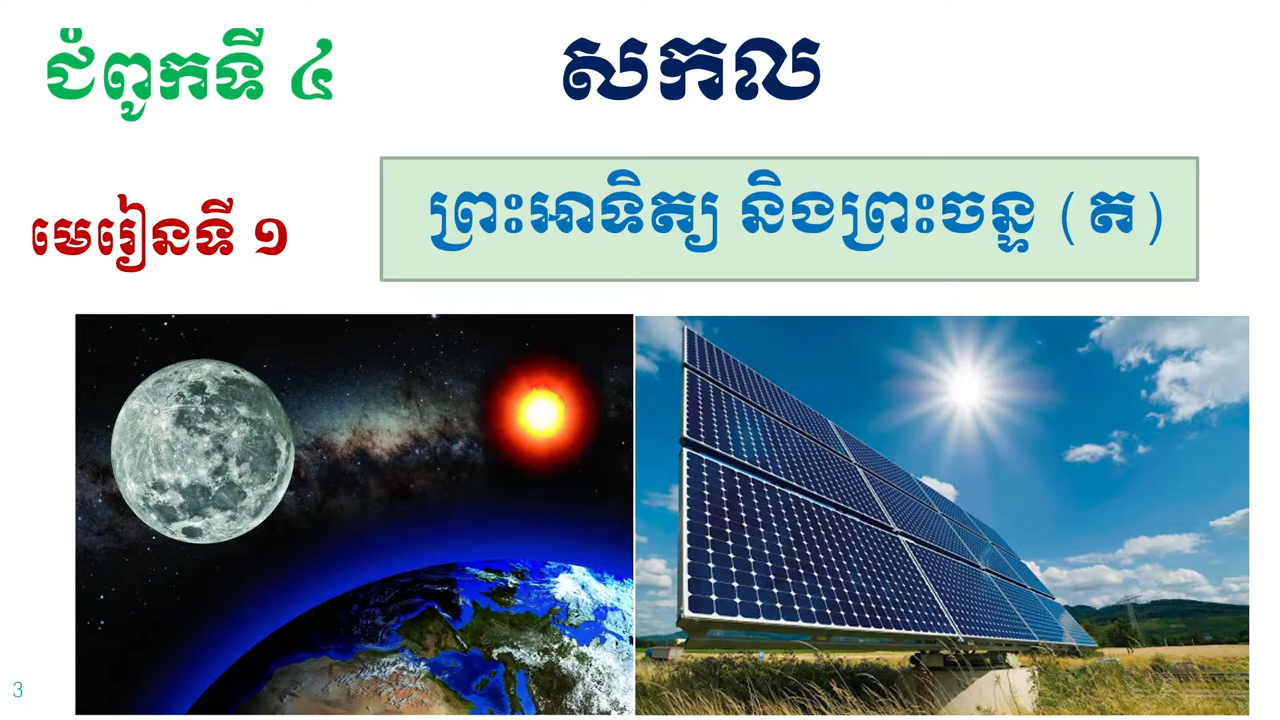 ជំពូកទី ៤
សកល
មេរៀនទី ១
ព្រះអាទិត្យ និងព្រះចន្ទ (ត)
3